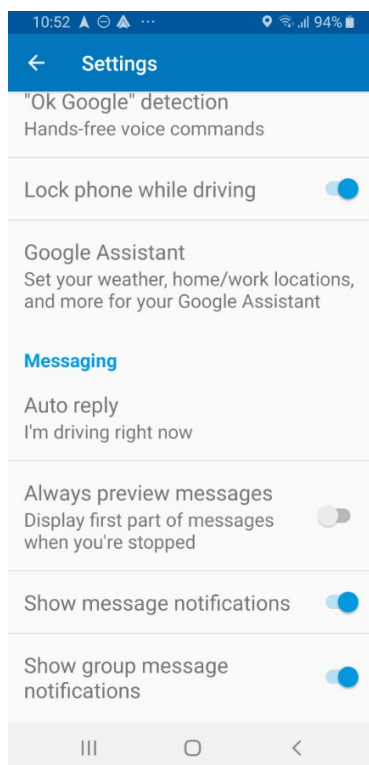 10:52 94%
Settings
"Ok Google" detection
Hands-free voice commands
Lock phone while driving
Google Assistant
Set your weather, home/work locations,
and more for your Google Assistant
Messaging
Auto reply
I'm driving right now
Always preview messages
Display first part of messages
when you're stopped
Show message notifications
Show group message
notifications